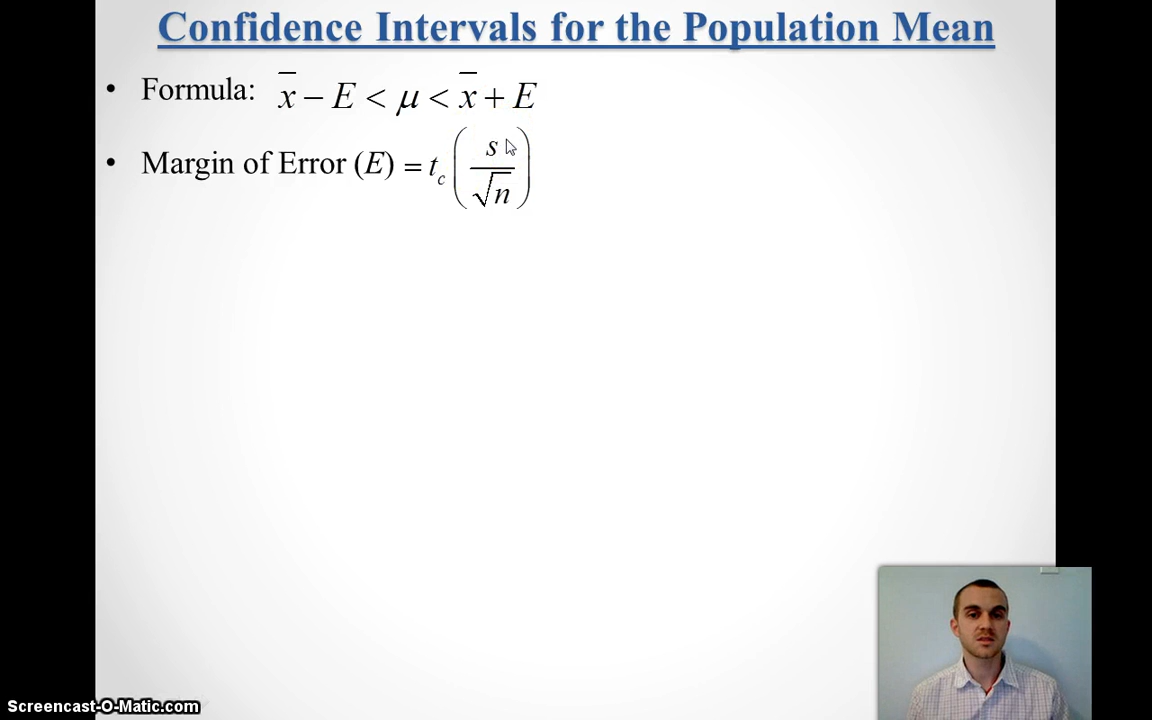 Confidence Intervals for the Population Mean
• Formula: x̅ − E < μ < x̅ + E
• Margin of Error (E) = t_c (s / √n)
Screencast-O-Matic.com